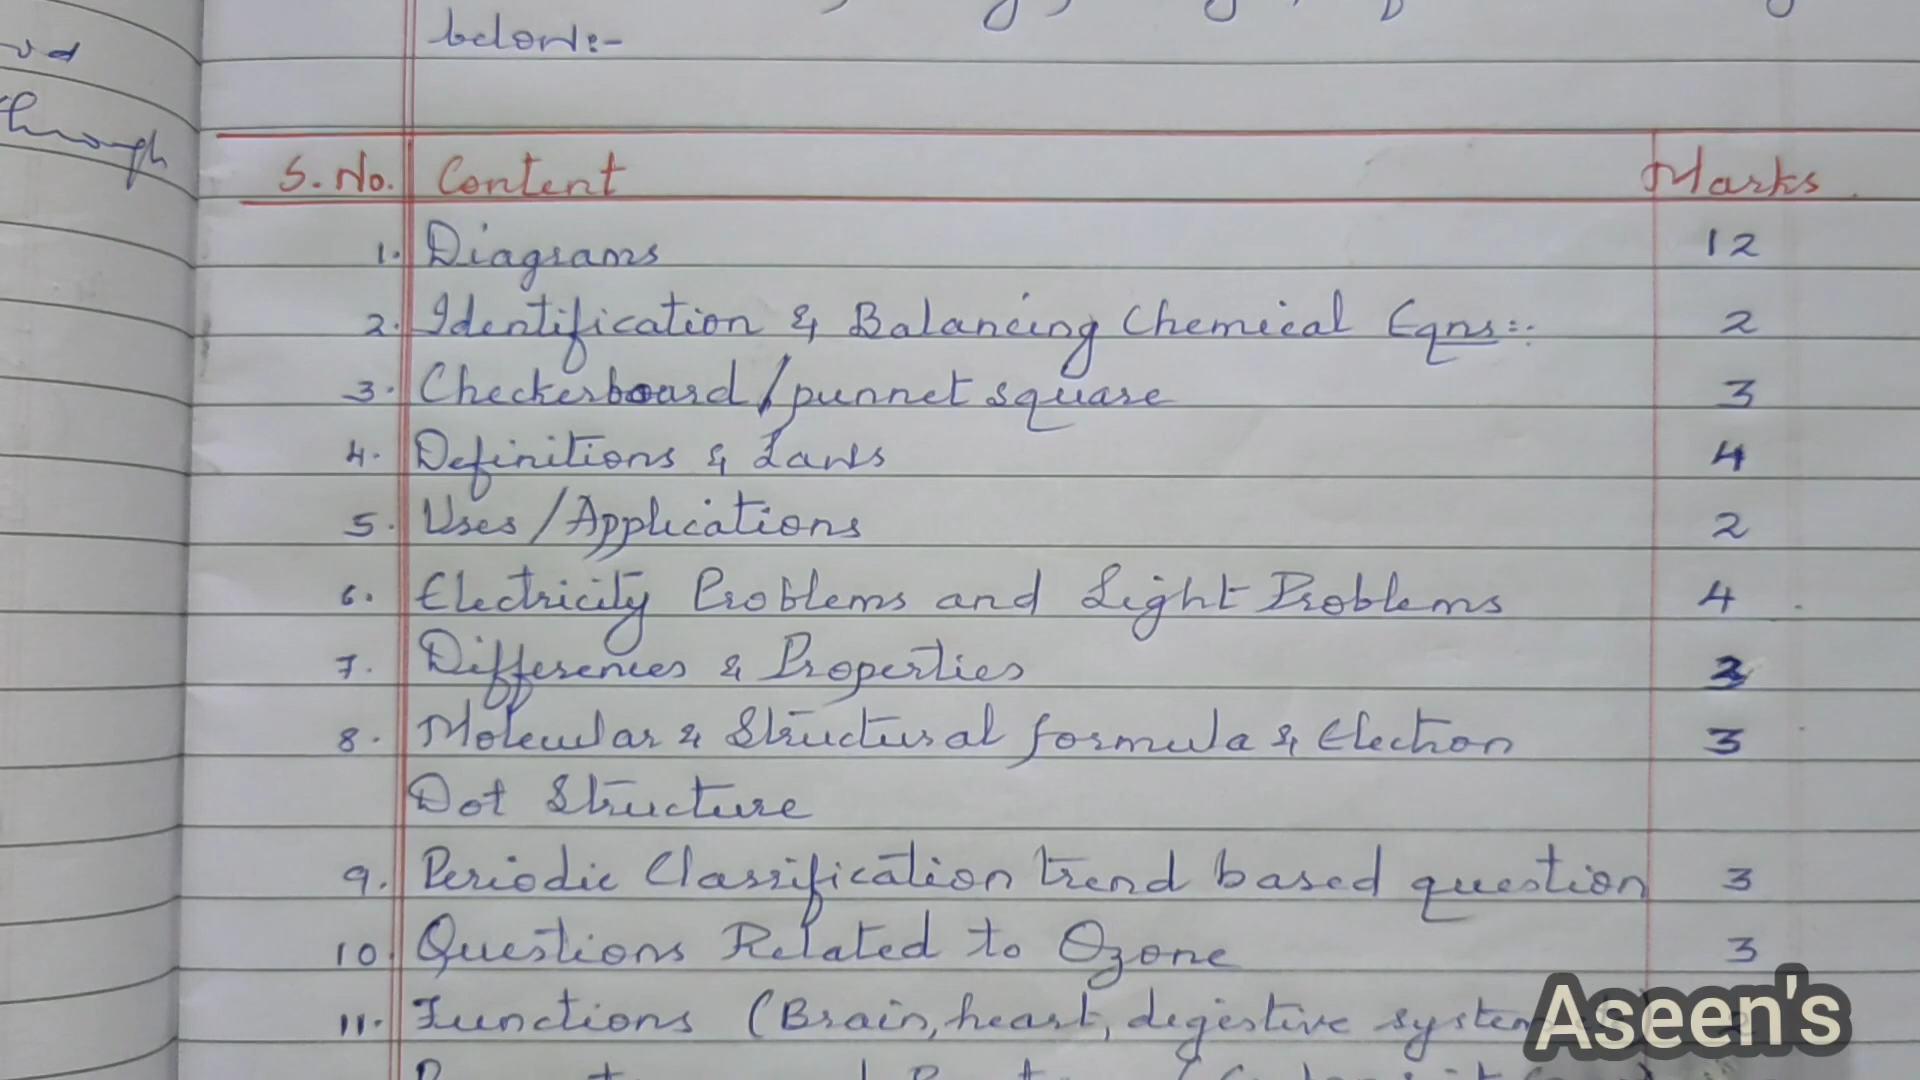 through
below:-
S.No. Content Marks
1. Diagrams 12
2. Identification & Balancing Chemical Eqns:. 2
3. Checkerboard/punnet square 3
4. Definitions & Laws 4
5. Uses/Applications 2
6. Electricity Problems and Light Problems 4
7. Differences & Properties
8. Molecular & Structural formula & Electron 3
Dot Structure
9. Periodic Classification trend based question 3
10. Questions Related to Ozone 3
11. Functions (Brain, heart, digestive system
Aseen's